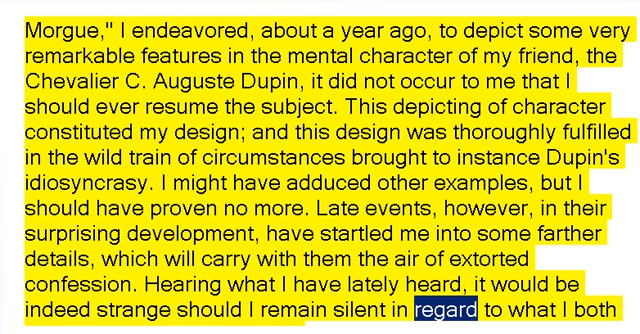 Morgue," I endeavored, about a year ago, to depict some very
remarkable features in the mental character of my friend, the
Chevalier C. Auguste Dupin, it did not occur to me that I
should ever resume the subject. This depicting of character
constituted my design; and this design was thoroughly fulfilled
in the wild train of circumstances brought to instance Dupin's
idiosyncrasy. I might have adduced other examples, but I
should have proven no more. Late events, however, in their
surprising development, have startled me into some farther
details, which will carry with them the air of extorted
confession. Hearing what I have lately heard, it would be
indeed strange should I remain silent in regard to what I both